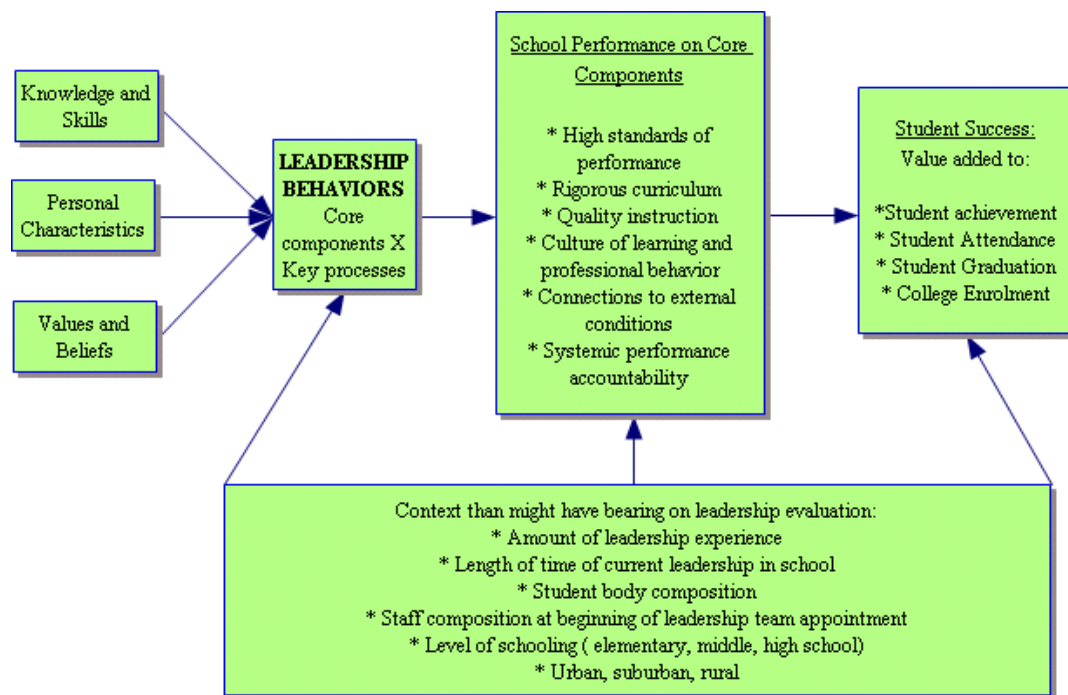 Knowledge and
Skills
Personal
Characteristics
Values and
Beliefs
LEADERSHIP
BEHAVIORS
Core
components X
Key processes
School Performance on Core
Components
* High standards of
performance
* Rigorous curriculum
* Quality instruction
* Culture of learning and
professional behavior
* Connections to external
conditions
* Systemic performance
accountability
Student Success:
Value added to:
*Student achievement
* Student Attendance
* Student Graduation
* College Enrolment
Context than might have bearing on leadership evaluation:
* Amount of leadership experience
* Length of time of current leadership in school
* Student body composition
* Staff composition at beginning of leadership team appointment
* Level of schooling ( elementary, middle, high school)
* Urban, suburban, rural